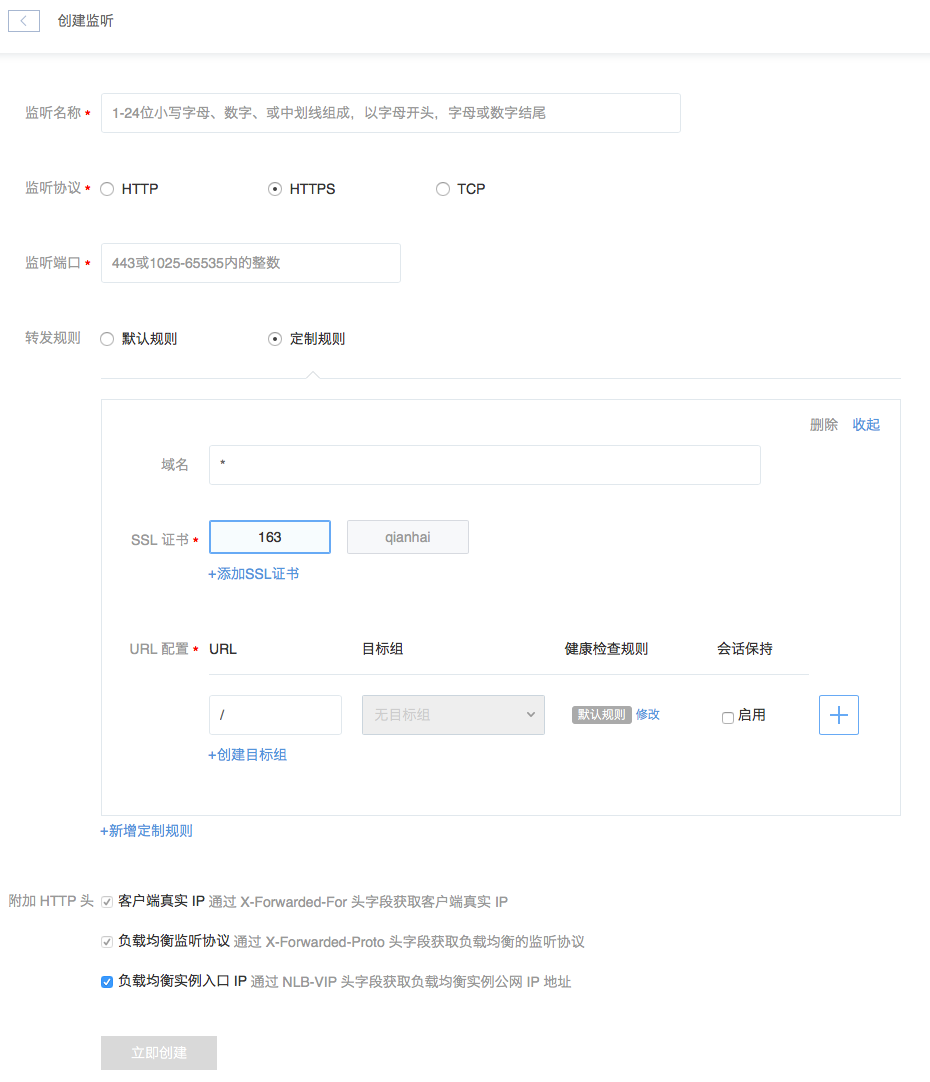 创建监听
监听名称 * 1-24位小写字母、数字、或中划线组成，以字母开头，字母或数字结尾
监听协议 * HTTP HTTPS TCP
监听端口 * 443或1025-65535内的整数
转发规则 默认规则 定制规则
删除 收起
域名 *
SSL 证书 * 163 qianhai
+添加SSL证书
URL 配置 * URL 目标组 健康检查规则 会话保持
/ 无目标组 默认规则 修改 启用
+创建目标组
+新增定制规则
附加 HTTP 头 客户端真实 IP 通过 X-Forwarded-For 头字段获取客户端真实 IP
负载均衡监听协议 通过 X-Forwarded-Proto 头字段获取负载均衡的监听协议
负载均衡实例入口 IP 通过 NLB-VIP 头字段获取负载均衡实例公网 IP 地址
立即创建